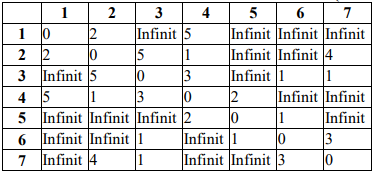 1 2 3 4 5 6 7
1 0 2 Infinit 5 Infinit Infinit Infinit
2 2 0 5 1 Infinit Infinit 4
3 Infinit 5 0 3 Infinit 1 1
4 5 1 3 0 2 Infinit Infinit
5 Infinit Infinit Infinit 2 0 1 Infinit
6 Infinit Infinit 1 Infinit 1 0 3
7 Infinit 4 1 Infinit Infinit 3 0